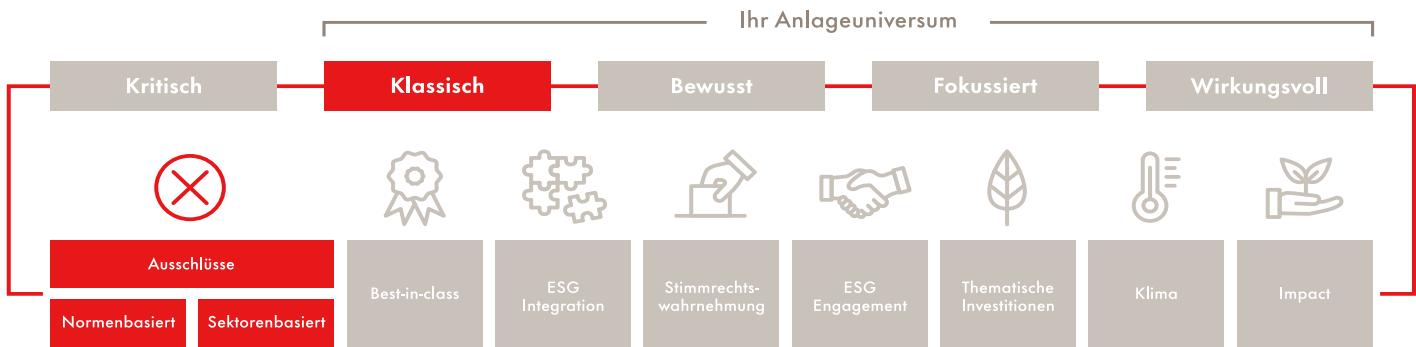 Ihr Anlageuniversum
Kritisch
Klassisch
Bewusst
Fokussiert
Wirkungsvoll
Ausschlüsse
Normenbasiert
Sektorenbasiert
Best-in-class
ESG
Integration
Stimmrechts-
wahrnehmung
ESG
Engagement
Thematische
Investitionen
Klima
Impact